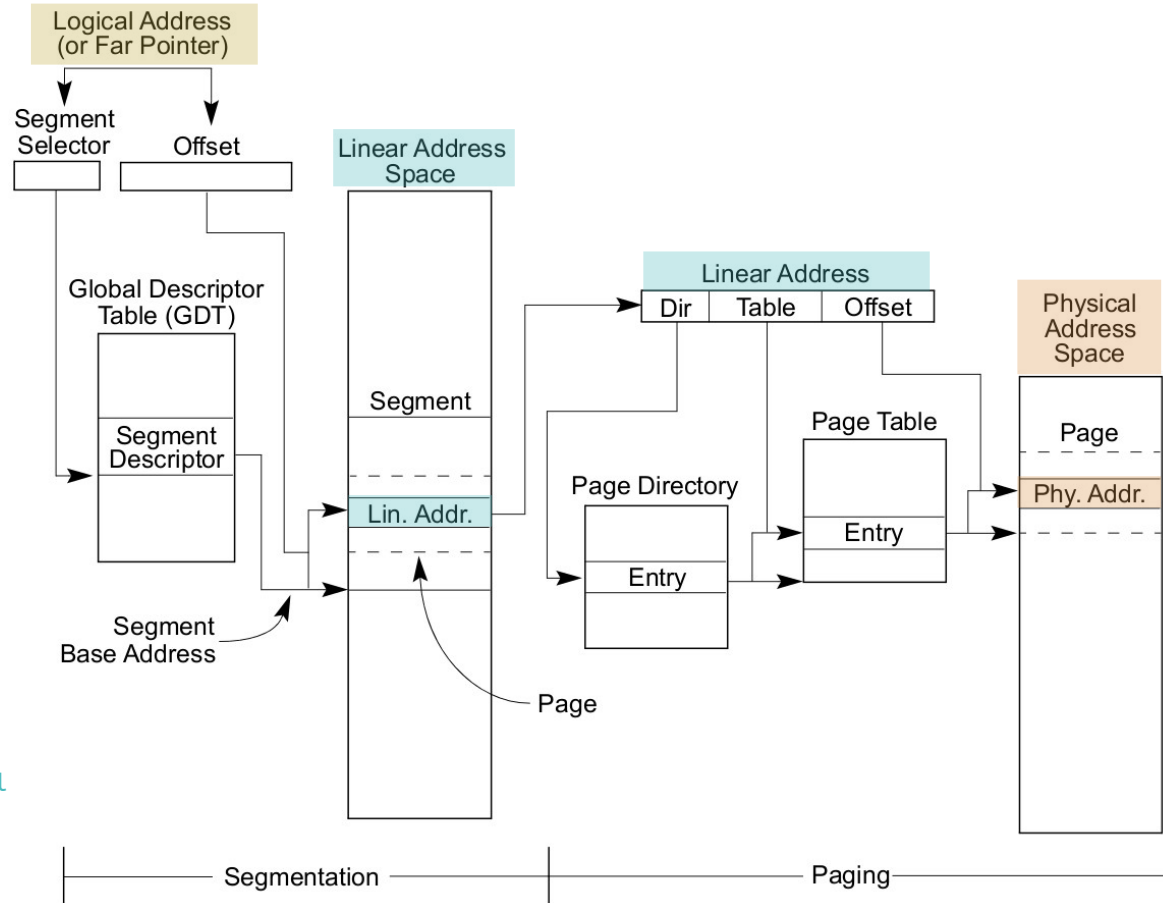 Logical Address
(or Far Pointer)
Segment
Selector
Offset
Linear Address
Space
Global Descriptor
Table (GDT)
Segment
Descriptor
Segment
Base Address
Segment
Lin. Addr.
Page
Linear Address
Dir
Table
Offset
Page Directory
Entry
Page Table
Entry
Physical
Address
Space
Page
Phy. Addr.
Segmentation
Paging